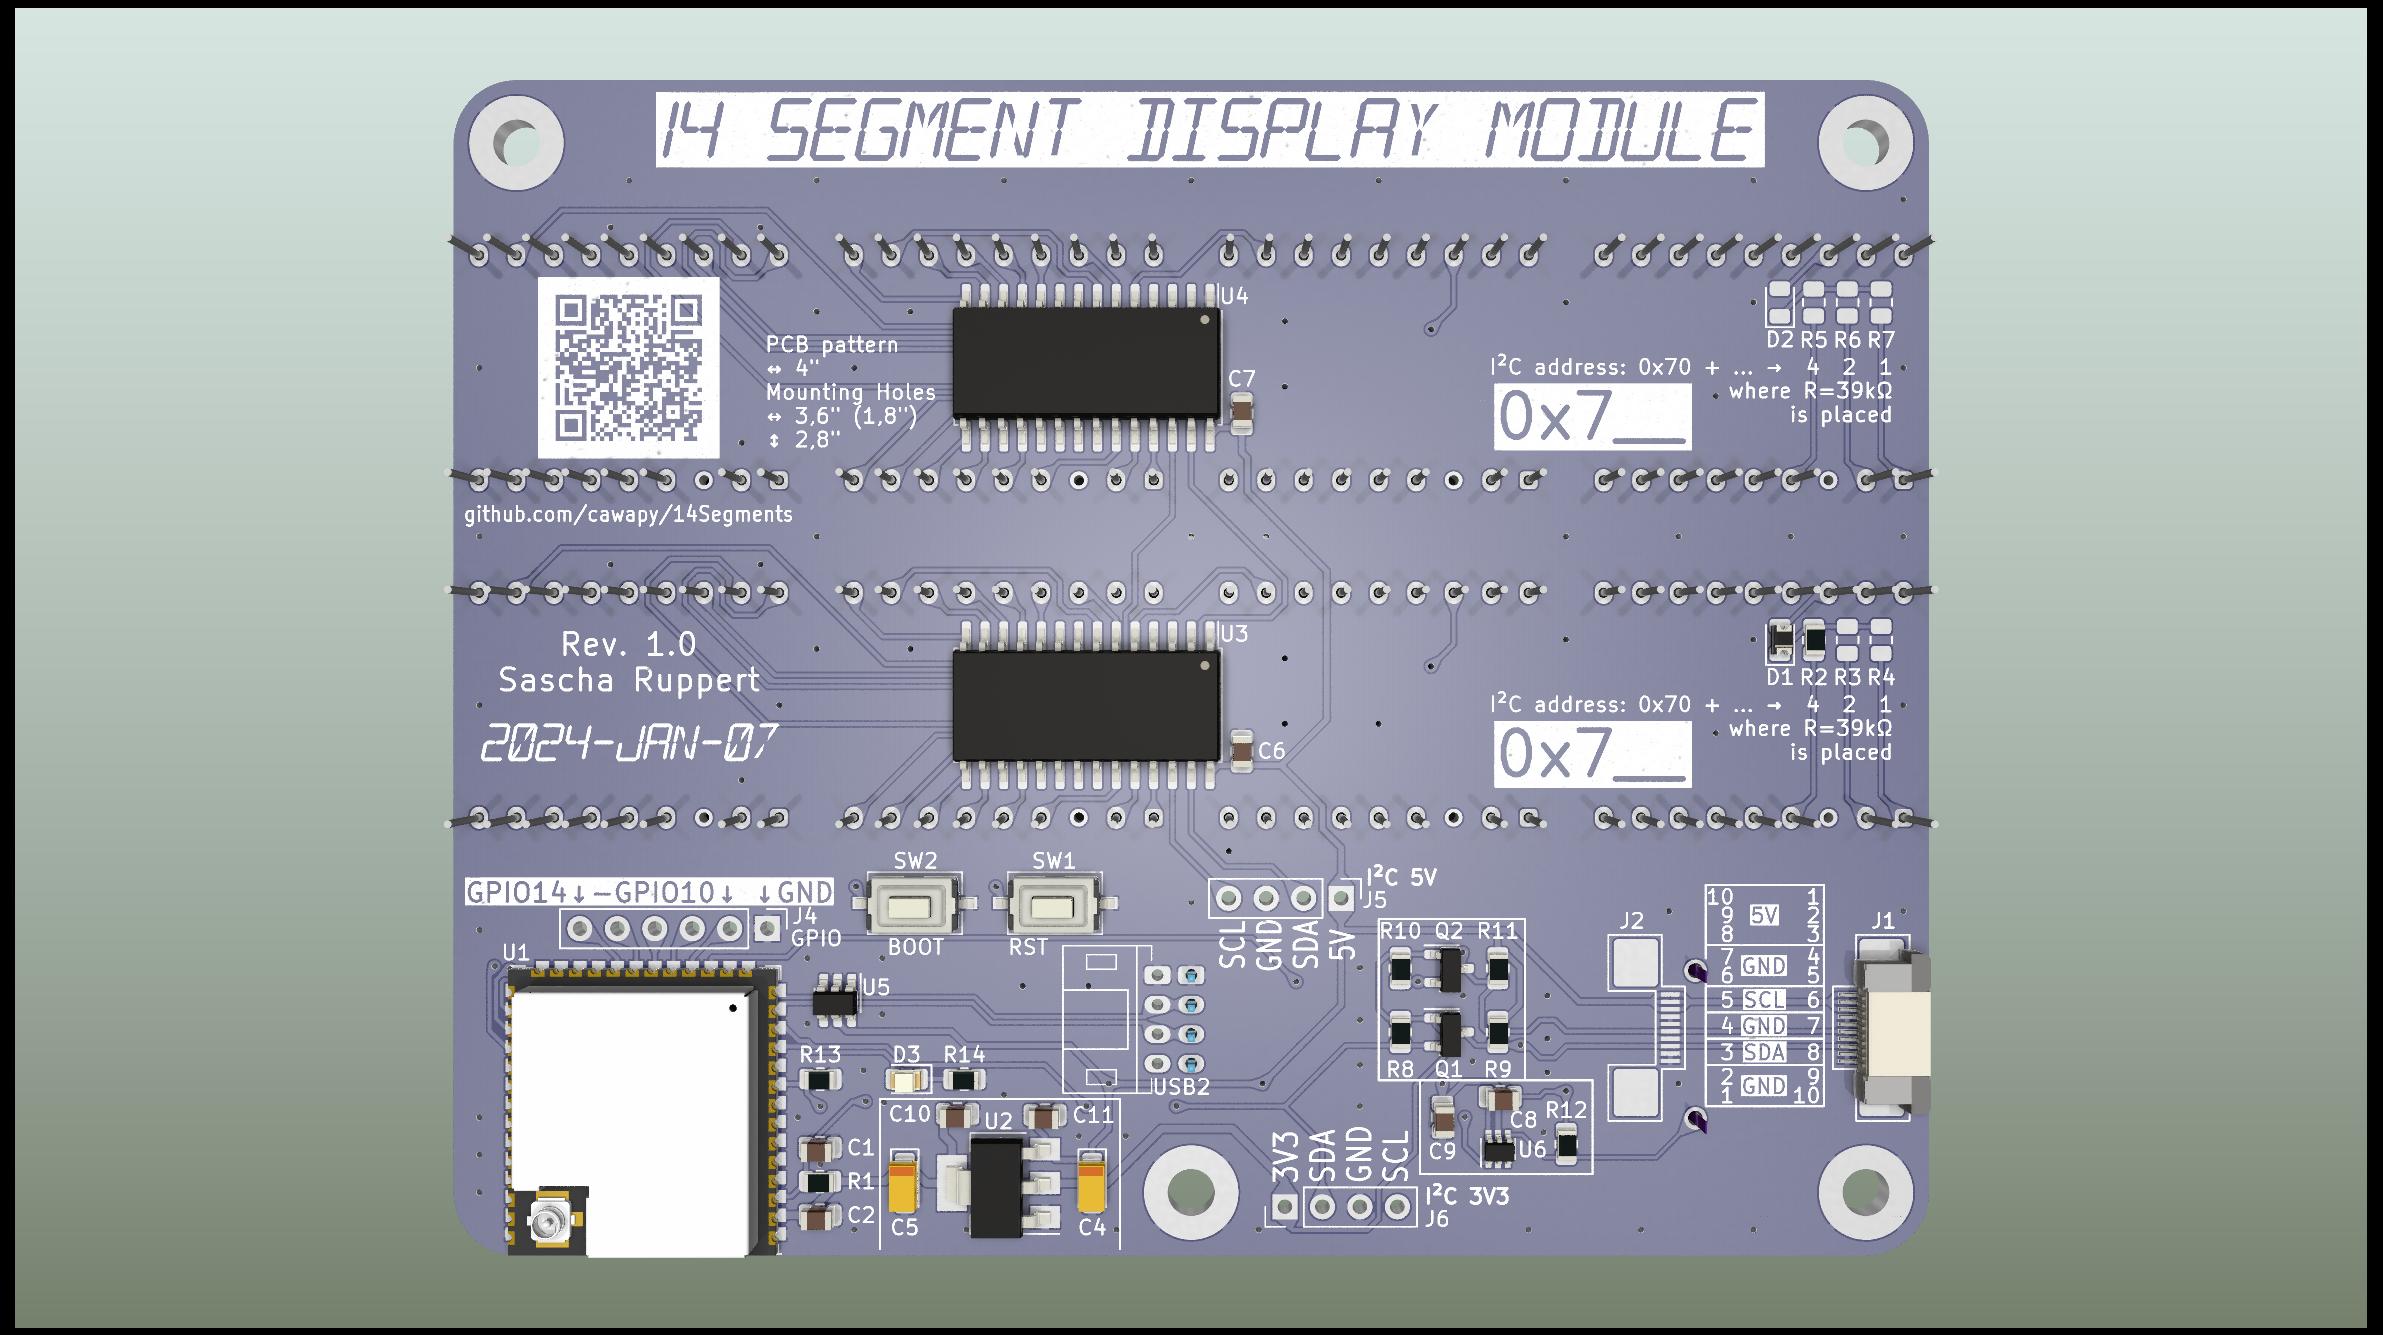 14 SEGMENT DISPLAY MODULE
U4
PCB pattern
↔ 4"
Mounting Holes
↔ 3,6" (1,8")
↕ 2,8"
C7
D2 R5 R6 R7
I²C address: 0x70 + ... → 4 2 1
where R=39kΩ
is placed
0x7__
github.com/cawapy/14Segments
U3
Rev. 1.0
Sascha Ruppert
2024-JAN-07
C6
D1 R2 R3 R4
I²C address: 0x70 + ... → 4 2 1
where R=39kΩ
is placed
0x7__
GPIO14↓-GPIO10↓ ↓GND
J4
GPIO
SW2
BOOT
SW1
RST
I²C 5V
J5
SCL
GND
SDA
5V
U1
U5
R13
D3
R14
USB2
C10
U2
C11
C1
R1
C2
C5
C4
R10 Q2 R11
R8 Q1 R9
C8
R12
C9
U6
3V3
SDA
GND
SCL
I²C 3V3
J6
J2
J1
10 1
9 5V 2
8 3
7 4
6 GND 5
5 SCL 6
4 GND 7
3 SDA 8
2 9
1 GND 10